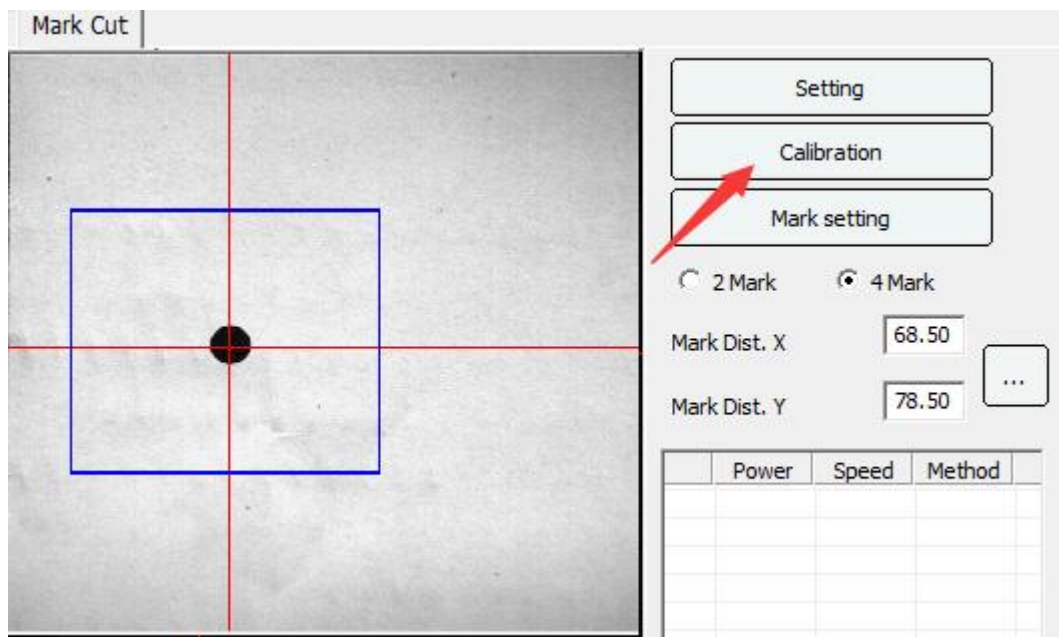 Mark Cut
Setting
Calibration
Mark setting
2 Mark 4 Mark
Mark Dist. X 68.50
...
Mark Dist. Y 78.50
Power Speed Method